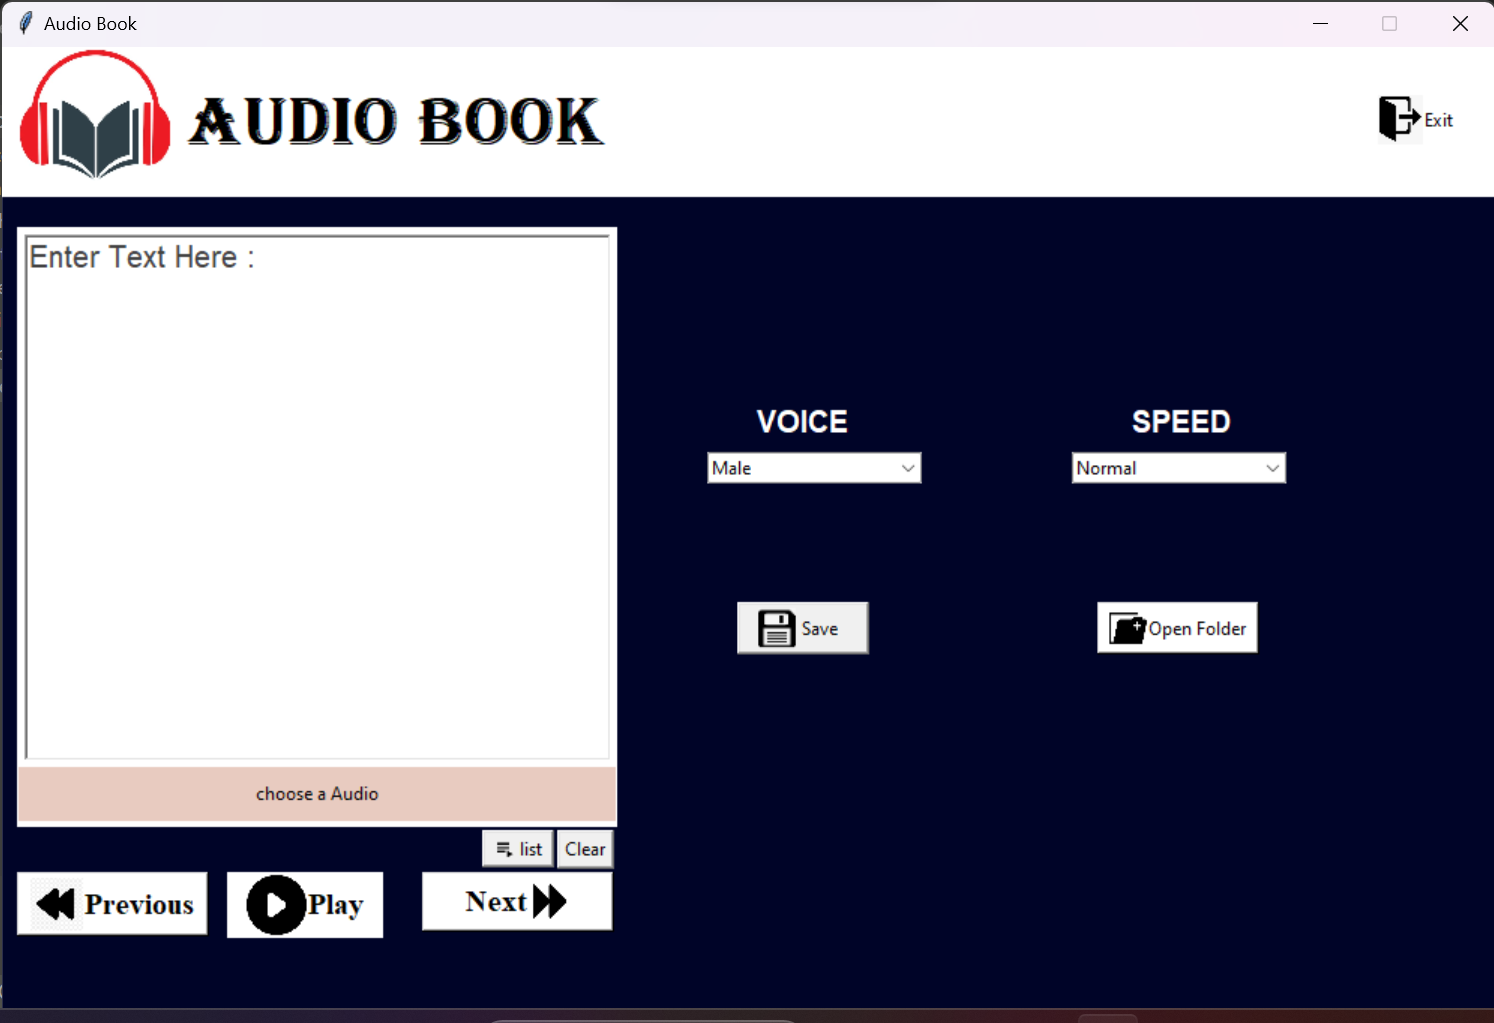 Audio Book
AUDIO BOOK
Exit
Enter Text Here :
VOICE
SPEED
Male
Normal
Save
Open Folder
choose a Audio
list
Clear
Previous
Play
Next